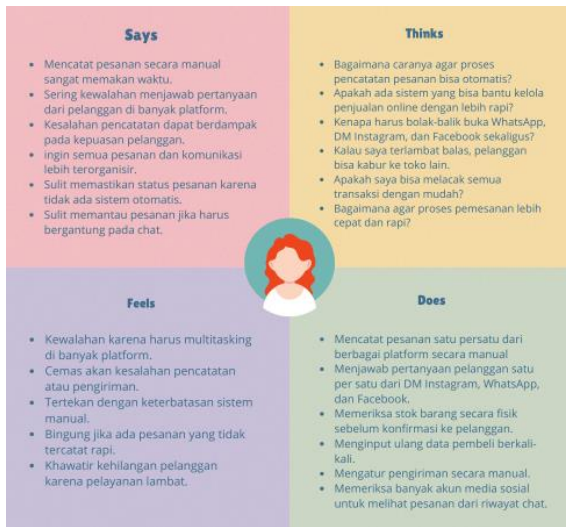 Says
• Mencatat pesanan secara manual
sangat memakan waktu.
• Sering kewalahan menjawab pertanyaan
dari pelanggan di banyak platform.
• Kesalahan pencatatan dapat berdampak
pada kepuasan pelanggan.
• ingin semua pesanan dan komunikasi
lebih terorganisir.
• Sulit memastikan status pesanan karena
tidak ada sistem otomatis.
• Sulit memantau pesanan jika harus
bergantung pada chat.
Thinks
• Bagaimana caranya agar proses
pencatatan pesanan bisa otomatis?
• Apakah ada sistem yang bisa bantu kelola
penjualan online dengan lebih rapi?
• Kenapa harus bolak-balik buka WhatsApp,
DM Instagram, dan Facebook sekaligus?
• Kalau saya terlambat balas, pelanggan
bisa kabur ke toko lain.
• Apakah saya bisa melacak semua
transaksi dengan mudah?
• Bagaimana agar proses pemesanan lebih
cepat dan rapi?
Feels
• Kewalahan karena harus multitasking
di banyak platform.
• Cemas akan kesalahan pencatatan
atau pengiriman.
• Tertekan dengan keterbatasan sistem
manual.
• Bingung jika ada pesanan yang tidak
tercatat rapi.
• Khawatir kehilangan pelanggan
karena pelayanan lambat.
Does
• Mencatat pesanan satu persatu dari
berbagai platform secara manual
• Menjawab pertanyaan pelanggan satu
per satu dari DM Instagram, WhatsApp,
dan Facebook.
• Memeriksa stok barang secara fisik
sebelum konfirmasi ke pelanggan.
• Menginput ulang data pembeli berkali-
kali.
• Mengatur pengiriman secara manual.
• Memeriksa banyak akun media sosial
untuk melihat pesanan dari riwayat chat.